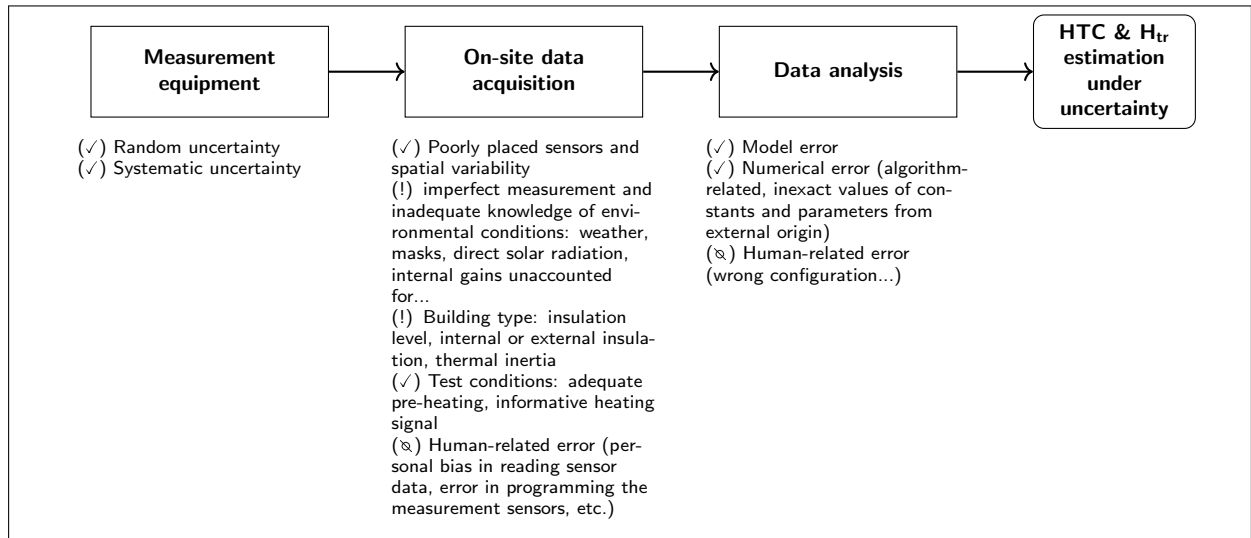 Measurement
equipment
On-site data
acquisition
Data analysis
HTC & H_tr
estimation
under
uncertainty
(✓) Random uncertainty
(✓) Systematic uncertainty
(✓) Poorly placed sensors and
spatial variability
(!) imperfect measurement and
inadequate knowledge of envi-
ronmental conditions: weather,
masks, direct solar radiation,
internal gains unaccounted
for...
(!) Building type: insulation
level, internal or external insula-
tion, thermal inertia
(✓) Test conditions: adequate
pre-heating, informative heating
signal
(⦰) Human-related error (per-
sonal bias in reading sensor
data, error in programming the
measurement sensors, etc.)
(✓) Model error
(✓) Numerical error (algorithm-
related, inexact values of con-
stants and parameters from
external origin)
(⦰) Human-related error
(wrong configuration...)